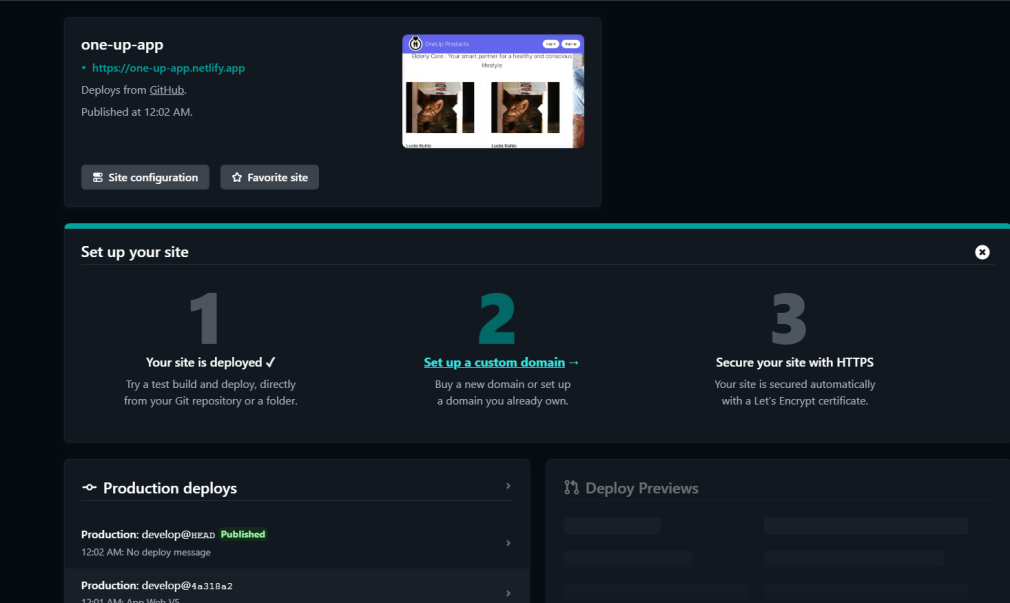 one-up-app
https://one-up-app.netlify.app
Deploys from GitHub.
Published at 12:02 AM.
OneUp Products
Log in
Sign up
Elderly Care - Your smart partner for a healthy and conscious
lifestyle
Site configuration
Favorite site
Set up your site
1
2
3
Your site is deployed ✓
Set up a custom domain →
Secure your site with HTTPS
Try a test build and deploy, directly
from your Git repository or a folder.
Buy a new domain or set up
a domain you already own.
Your site is secured automatically
with a Let's Encrypt certificate.
Production deploys
Production: develop@HEAD Published
12:02 AM: No deploy message
Production: develop@4a318a2
12:01 AM: App Web V5
Deploy Previews